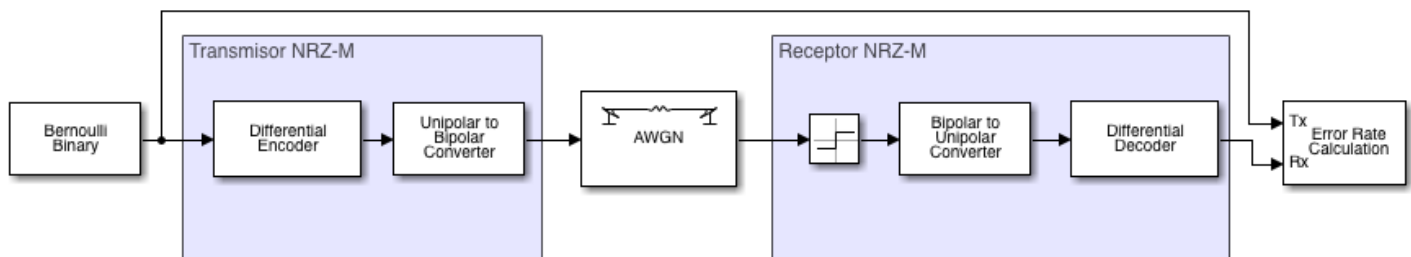 Transmisor NRZ-M
Receptor NRZ-M
Bernoulli
Binary
Differential
Encoder
Unipolar to
Bipolar
Converter
AWGN
Bipolar to
Unipolar
Converter
Differential
Decoder
Tx
Error Rate
Calculation
Rx